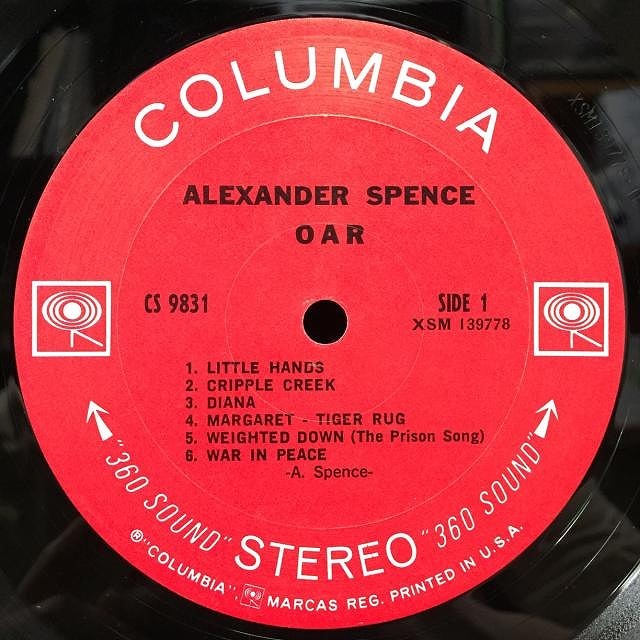 COLUMBIA
ALEXANDER SPENCE
OAR
CS 9831
SIDE 1
XSM 139778
1. LITTLE HANDS
2. CRIPPLE CREEK
3. DIANA
4. MARGARET - TIGER RUG
5. WEIGHTED DOWN (The Prison Song)
6. WAR IN PEACE
-A. Spence-
"360 SOUND" STEREO "360 SOUND"
®"COLUMBIA", MARCAS REG. PRINTED IN U.S.A.